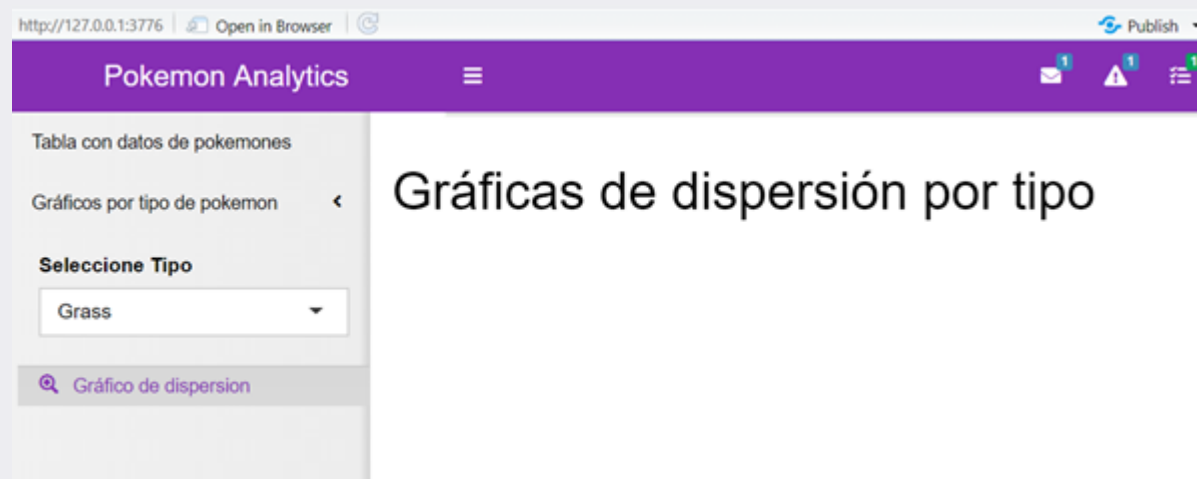 http://127.0.0.1:3776 Open in Browser Publish
Pokemon Analytics 1 1 1
Tabla con datos de pokemones
Gráficos por tipo de pokemon
Gráficas de dispersión por tipo
Seleccione Tipo
Grass
Gráfico de dispersion